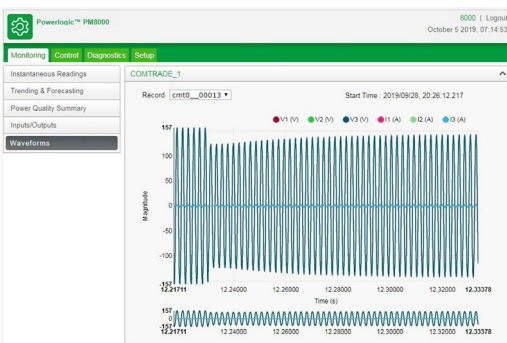 Powerlogic™ PM8000
8000 | Logout
October 5 2019, 07:14:53
Monitoring Control Diagnostics Setup
Instantaneous Readings
Trending & Forecasting
Power Quality Summary
Inputs/Outputs
Waveforms
COMTRADE_1
Record cmt0__00013
Start Time : 2019/09/28, 20:26:12.217
V1 (V) V2 (V) V3 (V) I1 (A) I2 (A) I3 (A)
157
100
50
0
-50
-100
-157
Magnitude
12.21711 12.24000 12.26000 12.28000 12.30000 12.32000 12.33378
Time (s)
157
0
-157
12.21711 12.24000 12.26000 12.28000 12.30000 12.32000 12.33378